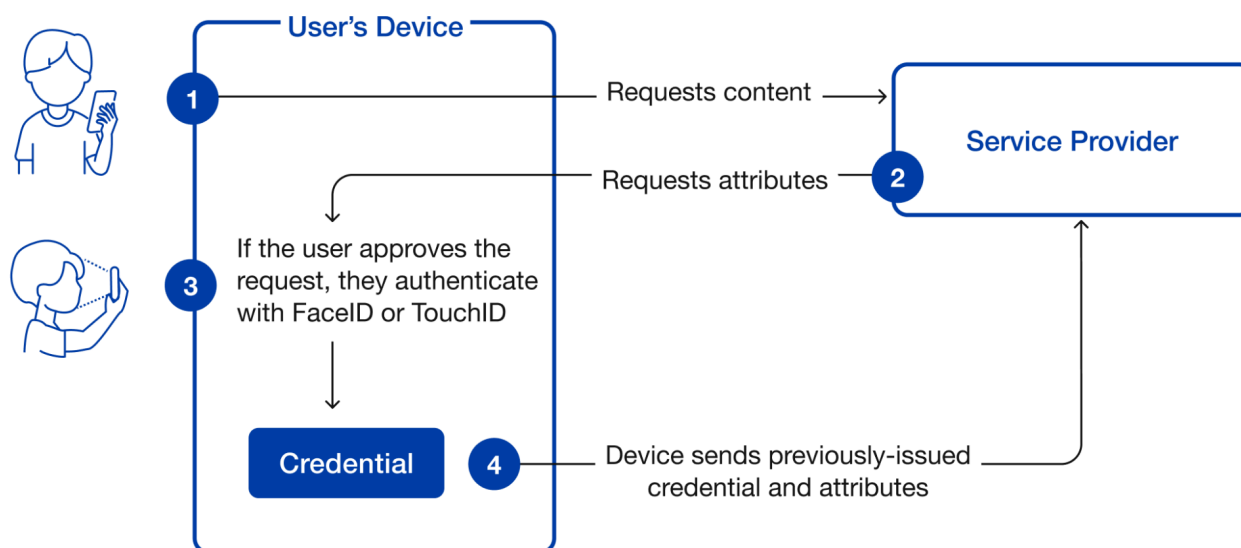 User's Device
1
Requests content
Service Provider
Requests attributes
2
If the user approves the
request, they authenticate
with FaceID or TouchID
3
Credential
4
Device sends previously-issued
credential and attributes